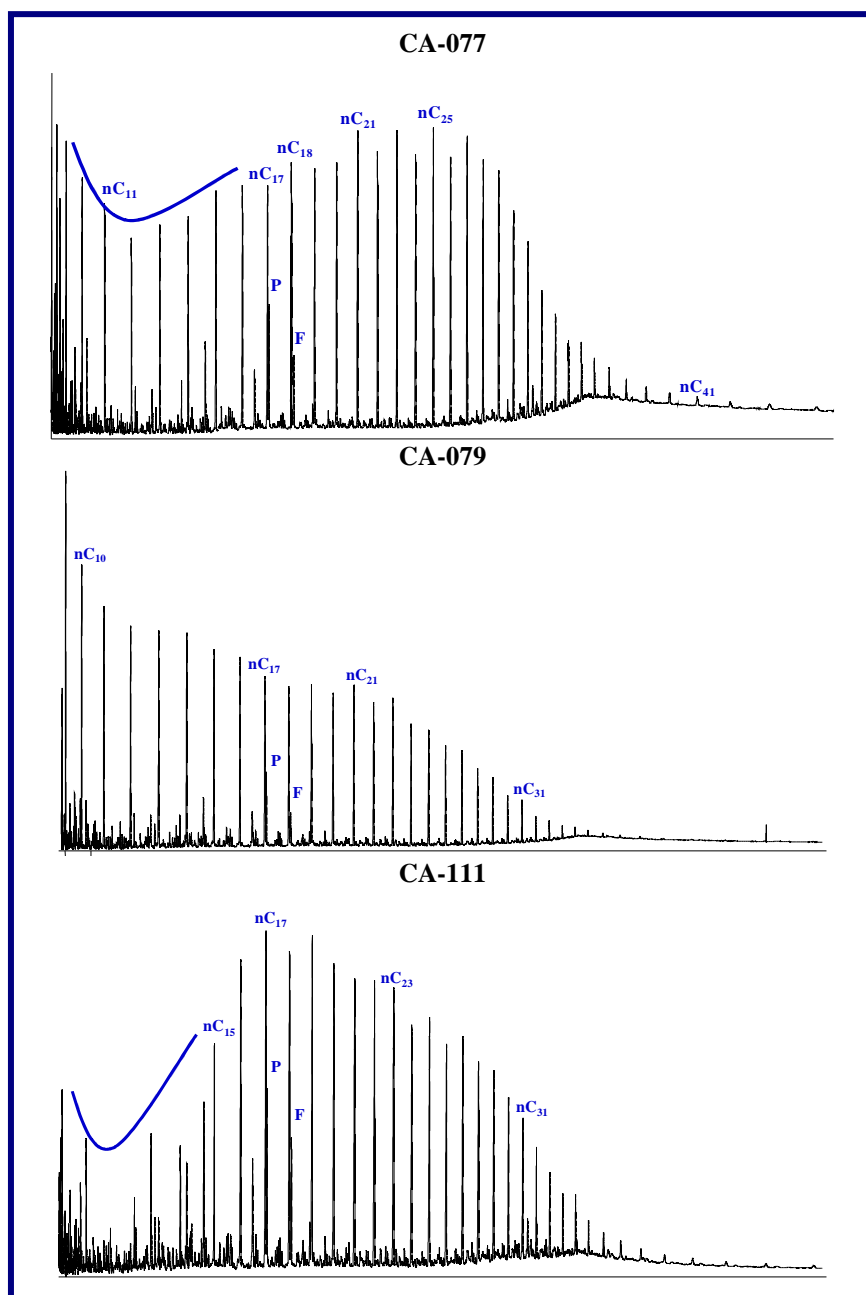 CA-077
nC₁₁
nC₁₇
nC₁₈
nC₂₁
nC₂₅
P
F
nC₄₁
CA-079
nC₁₀
nC₁₇
nC₂₁
P
F
nC₃₁
CA-111
nC₁₇
nC₂₃
nC₁₅
P
F
nC₃₁